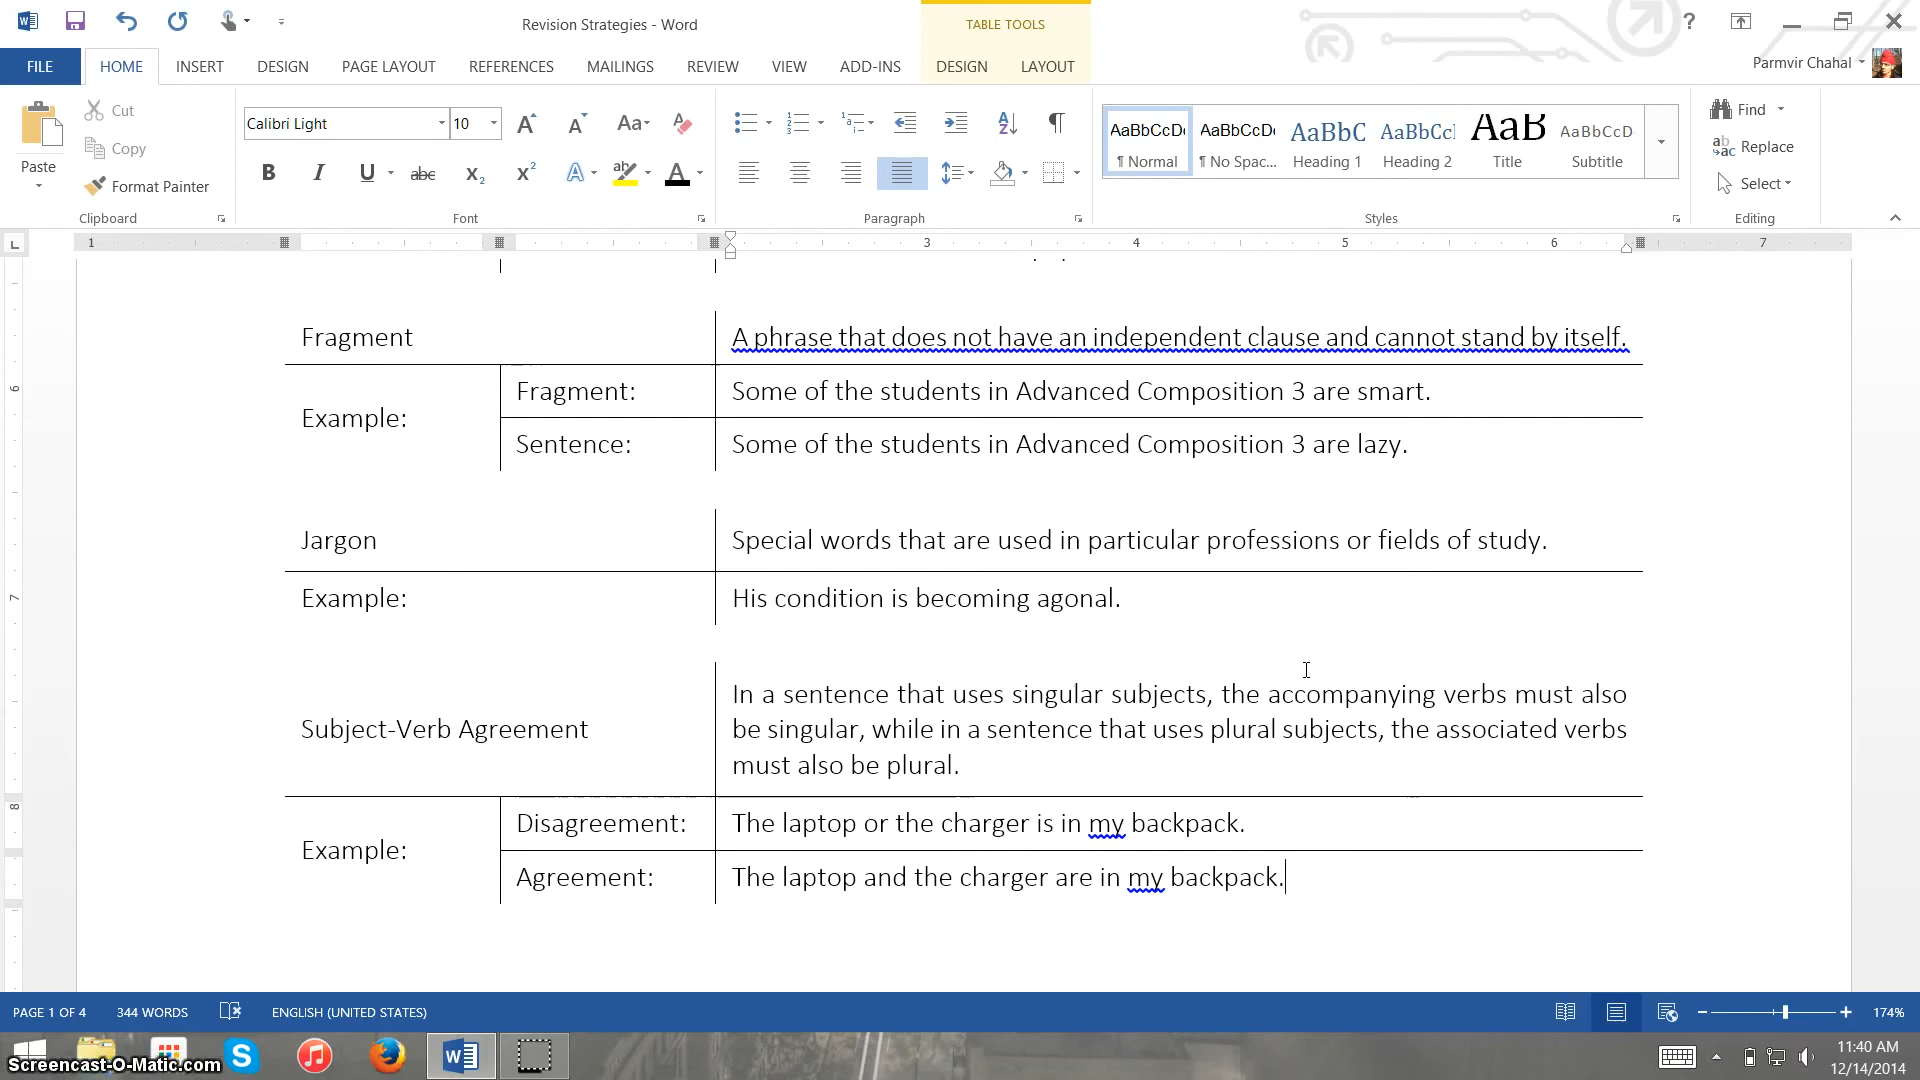 Revision Strategies - Word
TABLE TOOLS
?
FILE HOME INSERT DESIGN PAGE LAYOUT REFERENCES MAILINGS REVIEW VIEW ADD-INS DESIGN LAYOUT
Parmvir Chahal
Paste
Cut
Copy
Format Painter
Clipboard
Calibri Light 10
Font
Paragraph
AaBbCcDc AaBbCcDc AaBbC AaBbCcl AaB AaBbCcD
¶ Normal ¶ No Spac... Heading 1 Heading 2 Title Subtitle
Styles
Find
Replace
Select
Editing
1 3 4 5 6 7
Fragment A phrase that does not have an independent clause and cannot stand by itself.
Example: Fragment: Some of the students in Advanced Composition 3 are smart.
Sentence: Some of the students in Advanced Composition 3 are lazy.
Jargon Special words that are used in particular professions or fields of study.
Example: His condition is becoming agonal.
Subject-Verb Agreement In a sentence that uses singular subjects, the accompanying verbs must also
be singular, while in a sentence that uses plural subjects, the associated verbs
must also be plural.
Example: Disagreement: The laptop or the charger is in my backpack.
Agreement: The laptop and the charger are in my backpack.
6
7
8
PAGE 1 OF 4 344 WORDS ENGLISH (UNITED STATES) 174%
Screencast-O-Matic.com
11:40 AM
12/14/2014